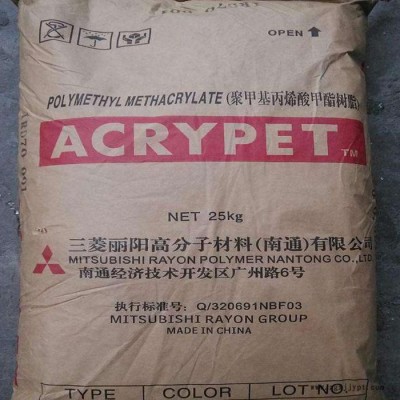 OPEN
POLYMETHYL METHACRYLATE (聚甲基丙烯酸甲酯树脂)
ACRYPET TM
NET 25kg
三菱丽阳高分子材料(南通)有限公司
MITSUBISHI RAYON POLYMER NANTONG CO.,LTD
南通经济技术开发区广州路6号
执行标准号: Q/320691NBF03
MITSUBISHI RAYON GROUP
MADE IN CHINA
TYPE COLOR LOT NO.